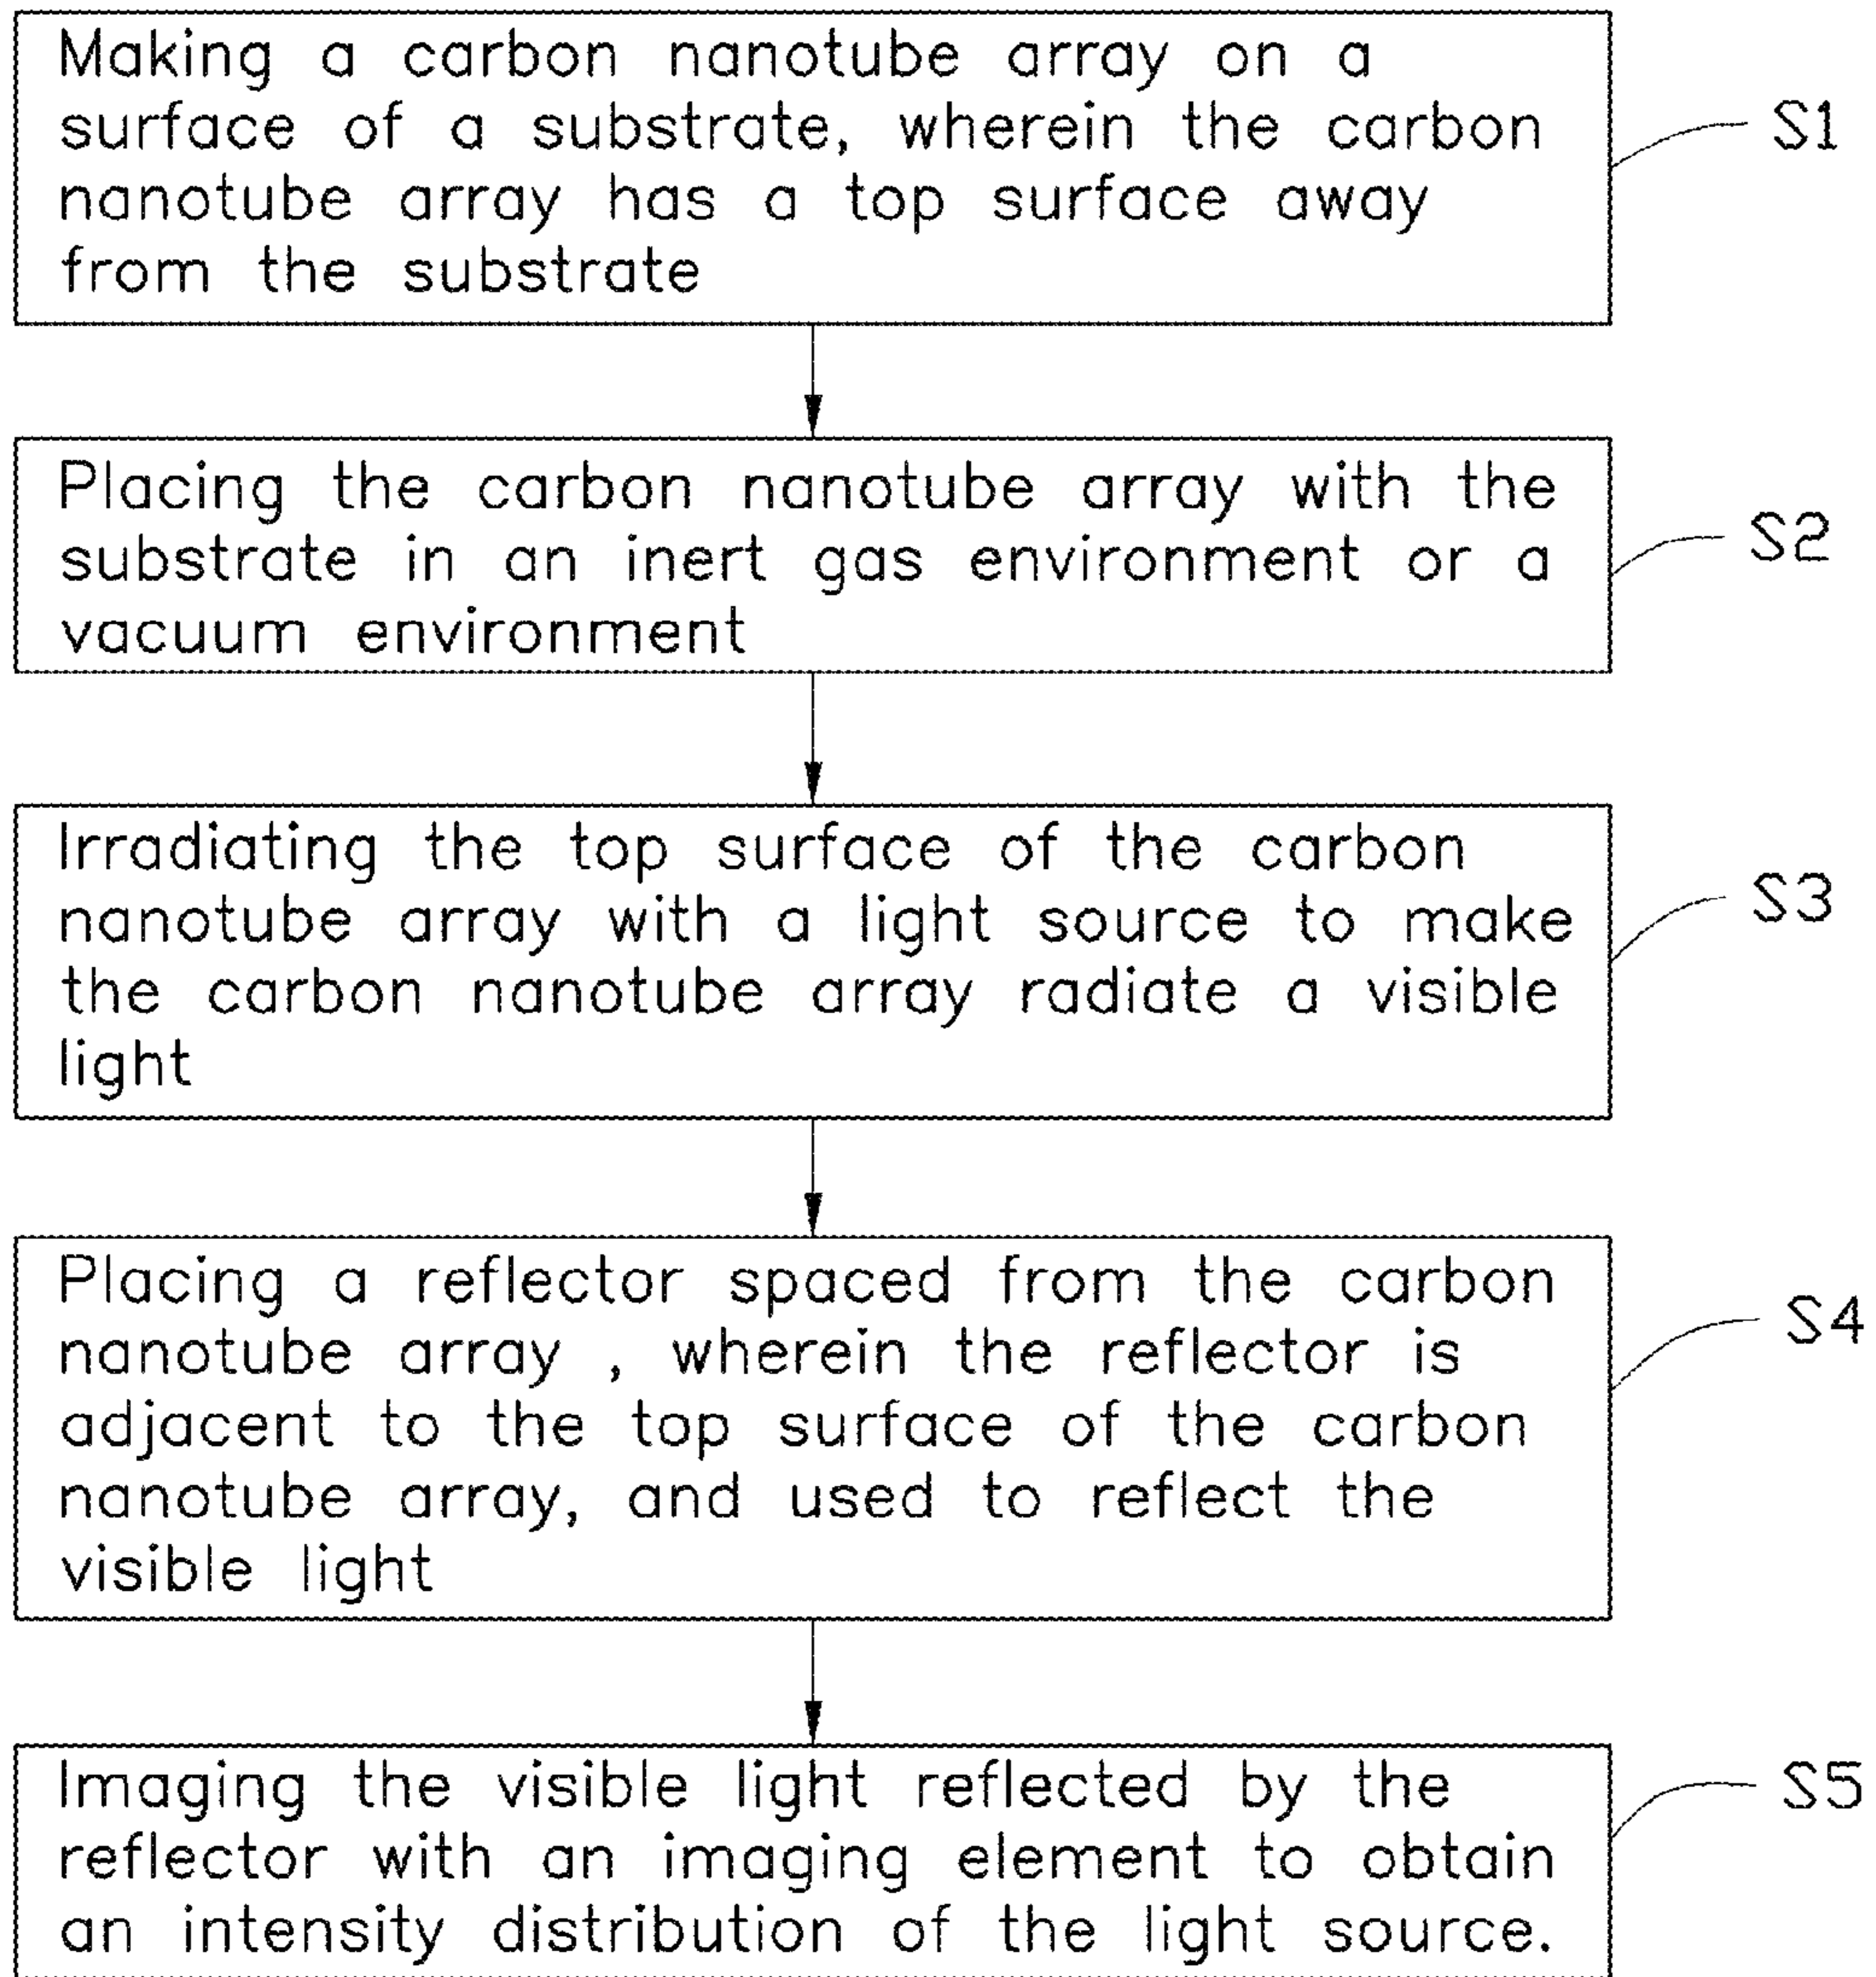 Making a carbon nanotube array on a
surface of a substrate, wherein the carbon
nanotube array has a top surface away
from the substrate
S1
Placing the carbon nanotube array with the
substrate in an inert gas environment or a
vacuum environment
S2
Irradiating the top surface of the carbon
nanotube array with a light source to make
the carbon nanotube array radiate a visible
light
S3
Placing a reflector spaced from the carbon
nanotube array , wherein the reflector is
adjacent to the top surface of the carbon
nanotube array, and used to reflect the
visible light
S4
Imaging the visible light reflected by the
reflector with an imaging element to obtain
an intensity distribution of the light source.
S5